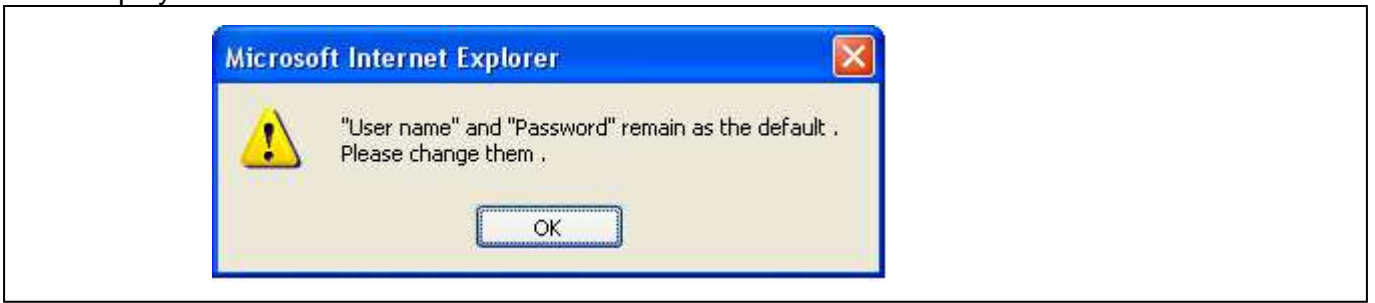 Microsoft Internet Explorer
"User name" and "Password" remain as the default .
Please change them .
OK